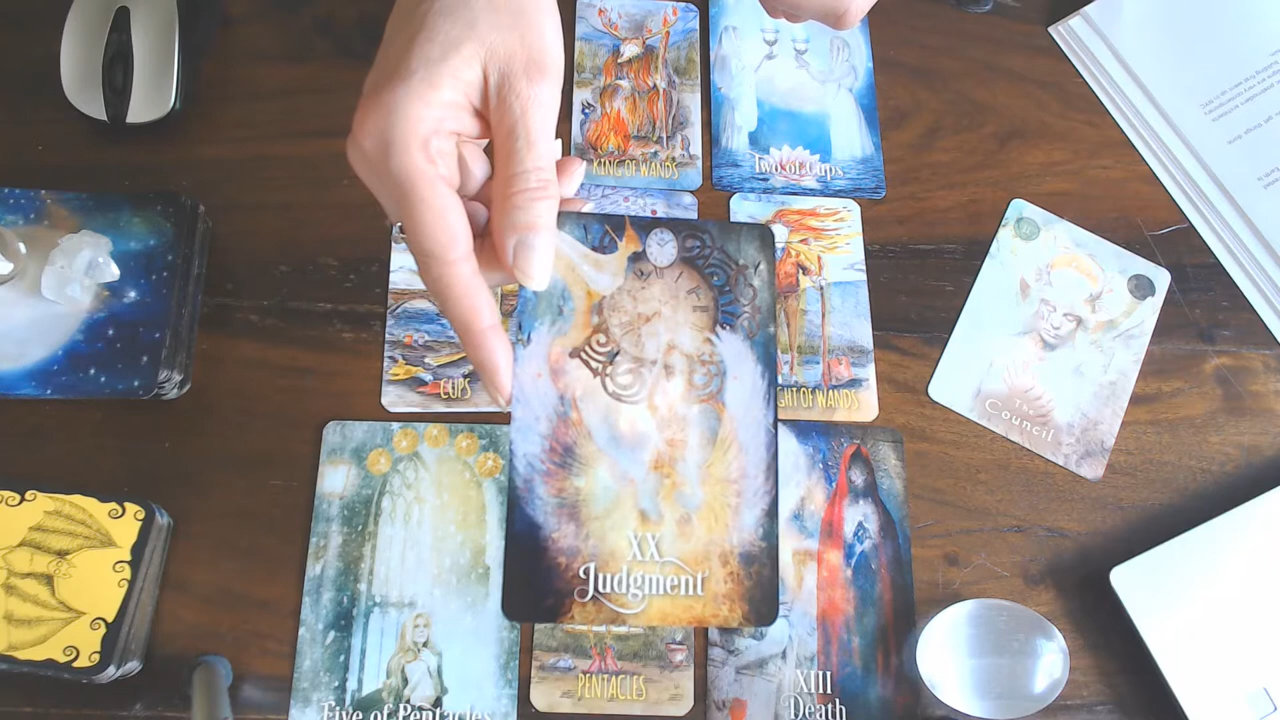 KING OF WANDS
Two of Cups
CUPS
GHT OF WANDS
The
Council
XX
Judgment
PENTACLES
Five of Pentacles
XIII
Death